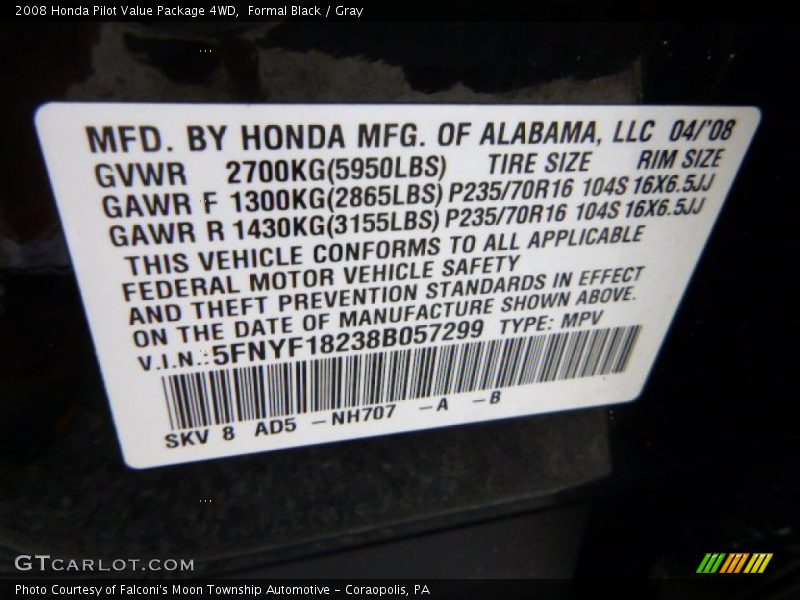 2008 Honda Pilot Value Package 4WD, Formal Black / Gray
MFD. BY HONDA MFG. OF ALABAMA, LLC 04/'08
GVWR 2700KG(5950LBS) TIRE SIZE RIM SIZE
GAWR F 1300KG(2865LBS) P235/70R16 104S 16X6.5JJ
GAWR R 1430KG(3155LBS) P235/70R16 104S 16X6.5JJ
THIS VEHICLE CONFORMS TO ALL APPLICABLE
FEDERAL MOTOR VEHICLE SAFETY
AND THEFT PREVENTION STANDARDS IN EFFECT
ON THE DATE OF MANUFACTURE SHOWN ABOVE.
V.I.N.: 5FNYF18238B057299 TYPE: MPV
SKV 8 AD5 -NH707 -A -B
GTCARLOT.COM
Photo Courtesy of Falconi's Moon Township Automotive - Coraopolis, PA